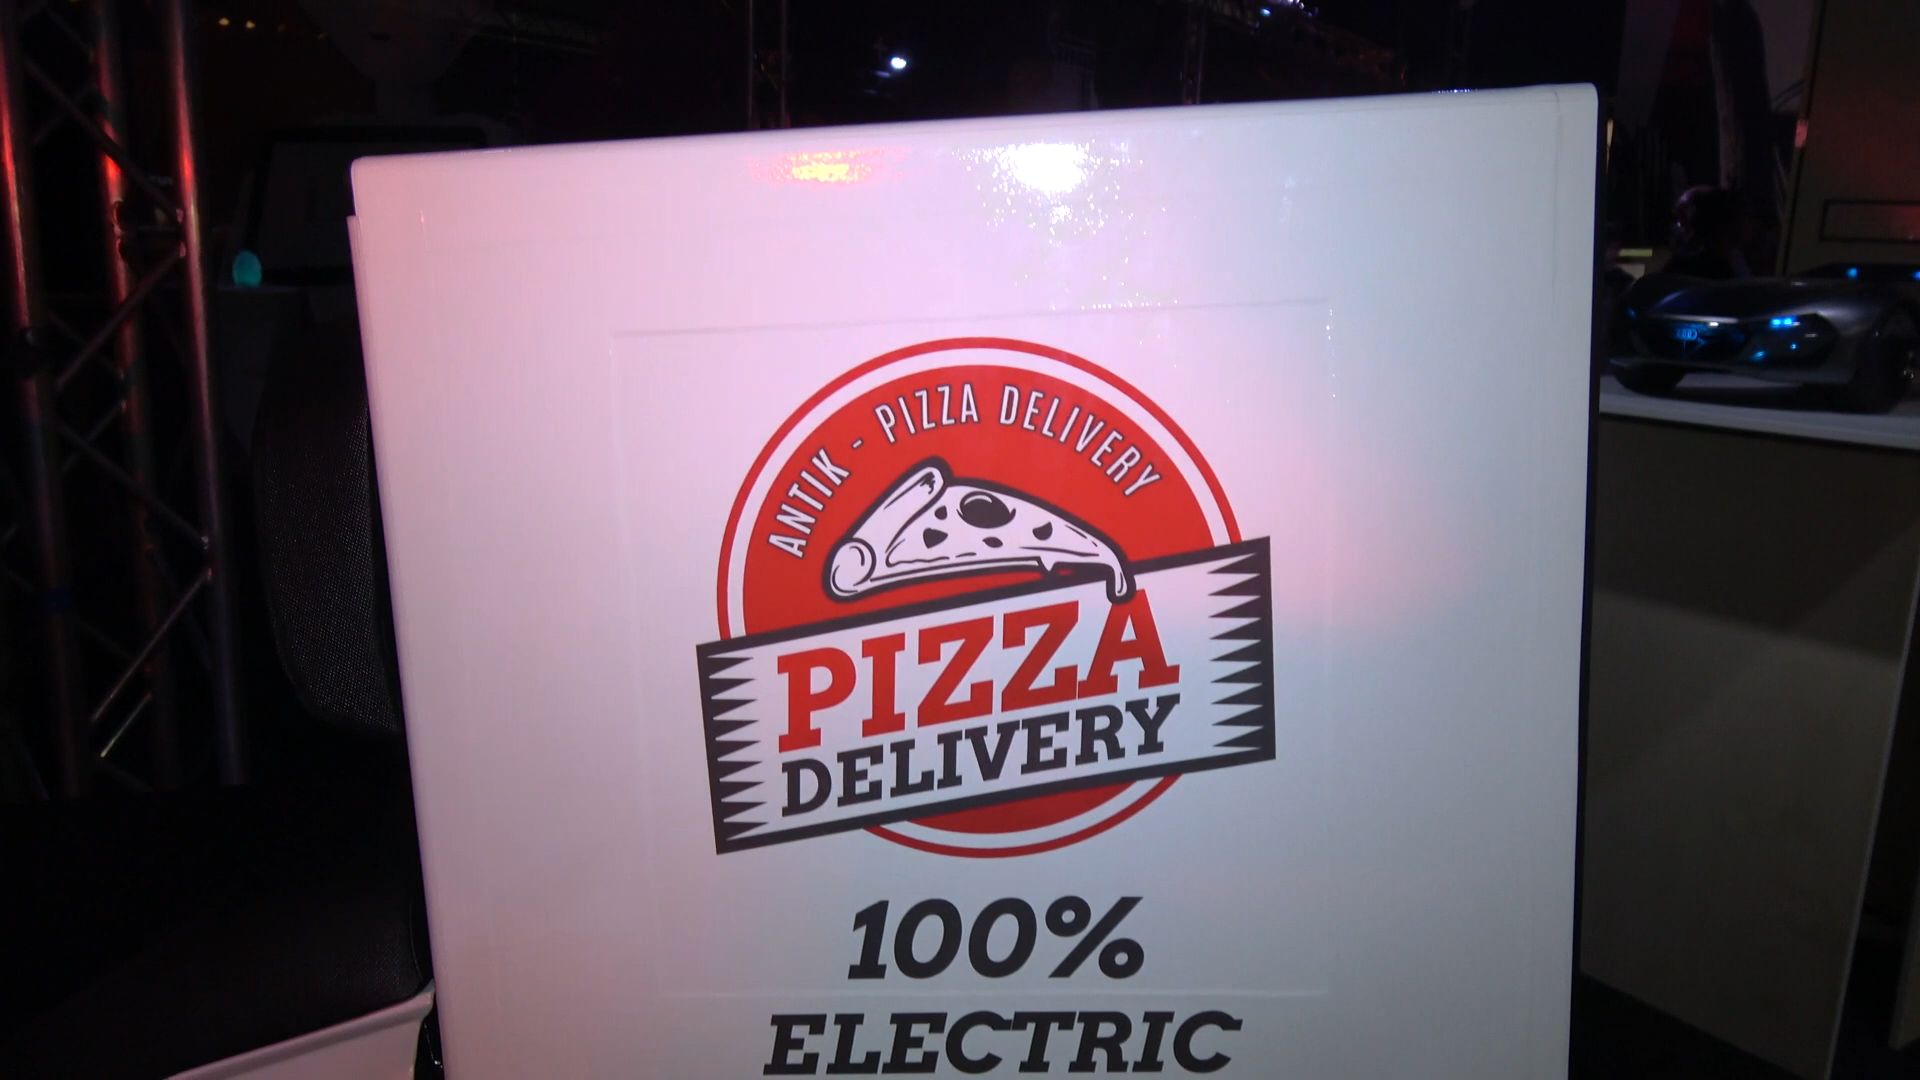 ANTIK - PIZZA DELIVERY
PIZZA
DELIVERY
100%
ELECTRIC